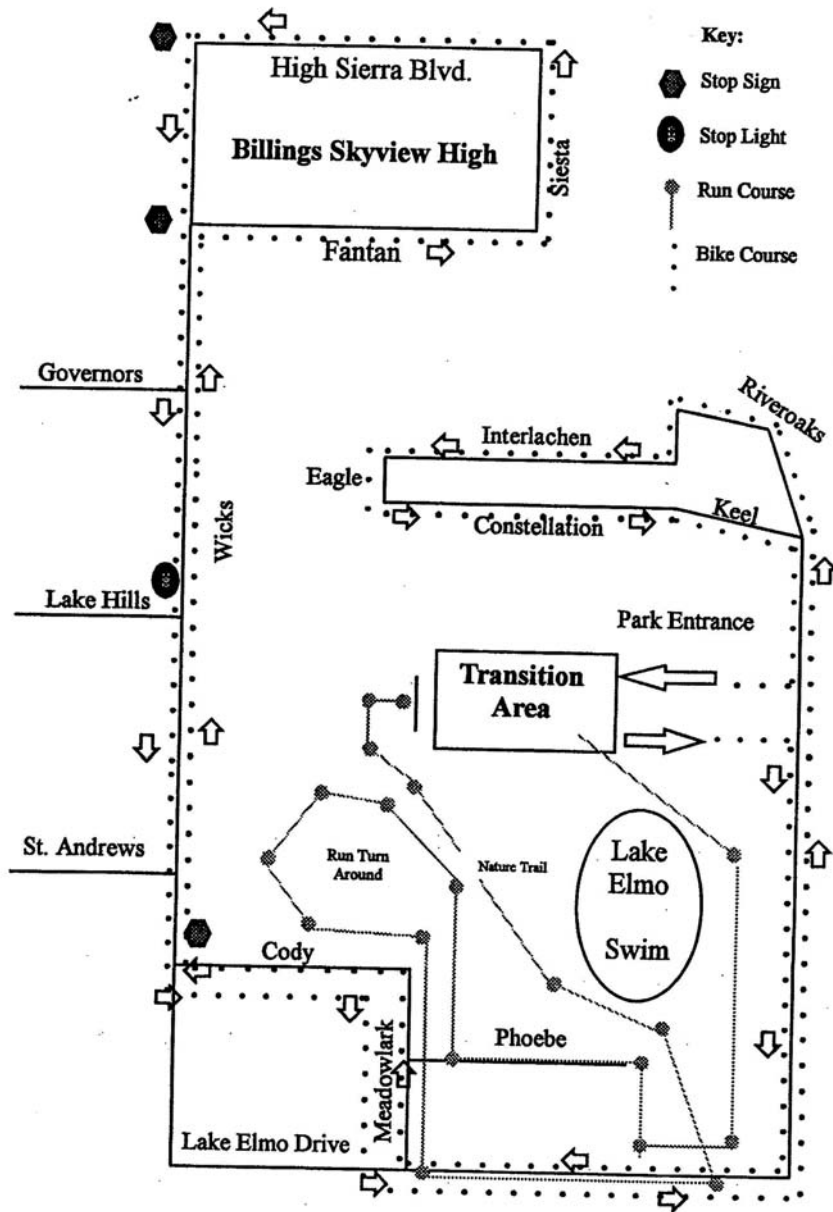 Key:
Stop Sign
Stop Light
Run Course
Bike Course
High Sierra Blvd.
Billings Skyview High
Siesta
Fantan
Governors
Riveroaks
Interlachen
Eagle
Keel
Constellation
Wicks
Lake Hills
Park Entrance
Transition
Area
St. Andrews
Run Turn
Around
Nature Trail
Lake
Elmo
Swim
Cody
Phoebe
Meadowlark
Lake Elmo Drive